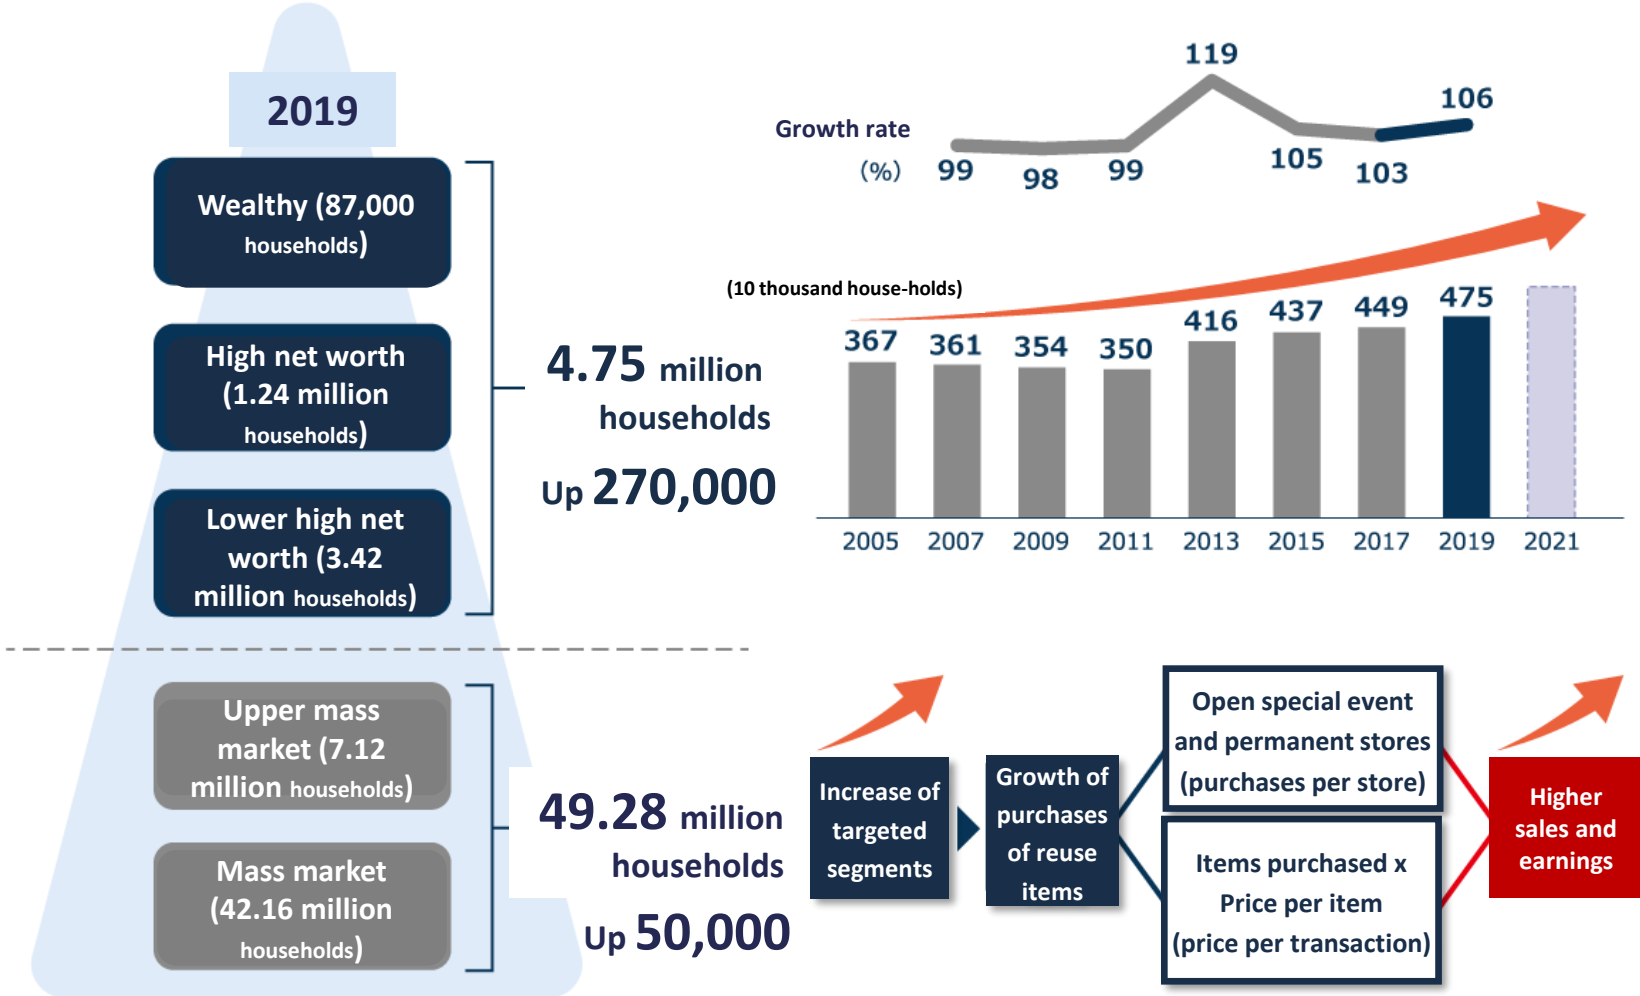 2019
Wealthy (87,000
households)
High net worth
(1.24 million
households)
Lower high net
worth (3.42
million households)
4.75 million
households
Up 270,000
Upper mass
market (7.12
million households)
Mass market
(42.16 million
households)
49.28 million
households
Up 50,000
Growth rate
(%)
99 98 99 119 105 103 106
(10 thousand house-holds)
367 361 354 350 416 437 449 475
2005 2007 2009 2011 2013 2015 2017 2019 2021
Increase of
targeted
segments
Growth of
purchases
of reuse
items
Open special event
and permanent stores
(purchases per store)
Items purchased x
Price per item
(price per transaction)
Higher
sales and
earnings